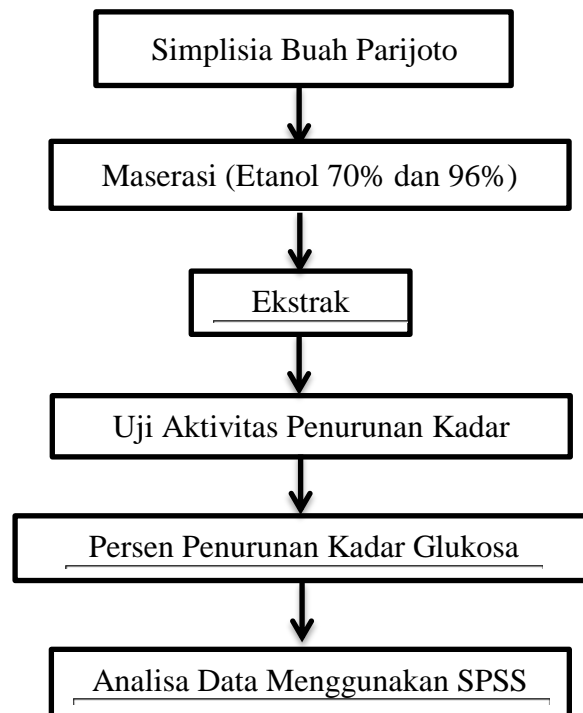 Simplisia Buah Parijoto
Maserasi (Etanol 70% dan 96%)
Ekstrak
Uji Aktivitas Penurunan Kadar
Persen Penurunan Kadar Glukosa
Analisa Data Menggunakan SPSS